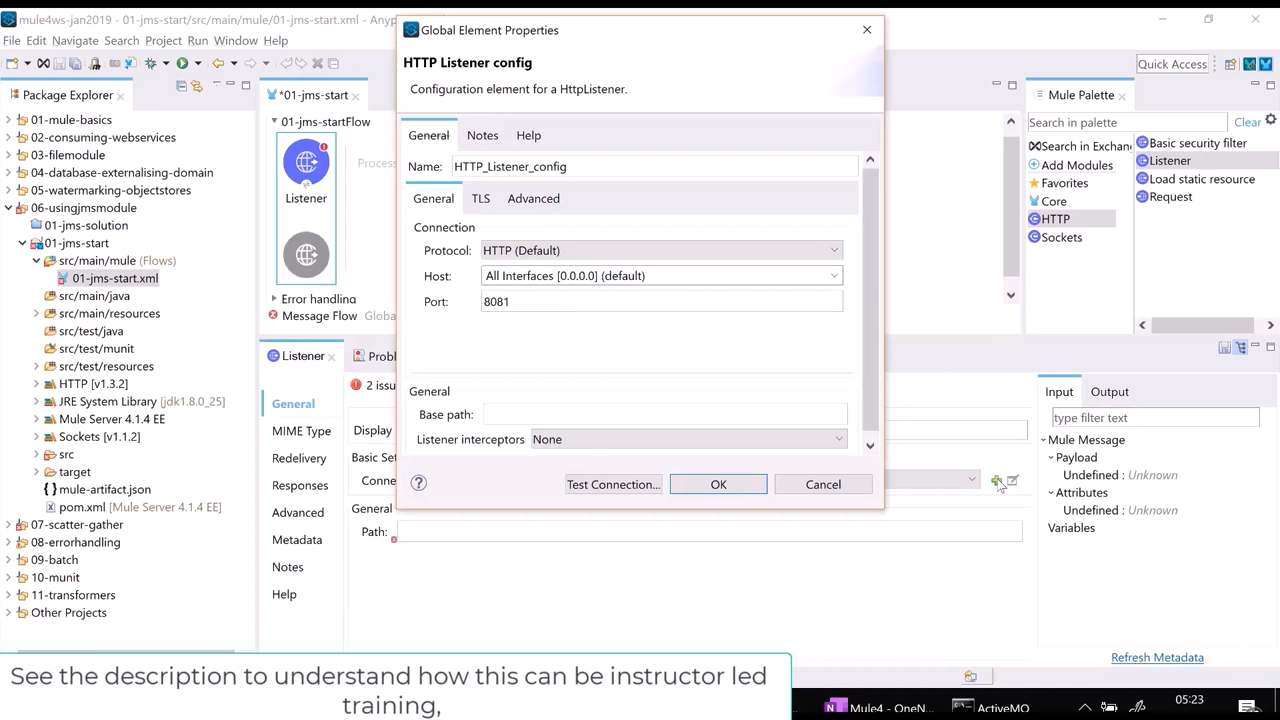 mule4ws-jan2019 - 01-jms-start/src/main/mule/01-jms-start.xml - Anyp
File Edit Navigate Search Project Run Window Help
Quick Access
Package Explorer
01-mule-basics
02-consuming-webservices
03-filemodule
04-database-externalising-domain
05-watermarking-objectstores
06-usingjmsmodule
01-jms-solution
01-jms-start
src/main/mule (Flows)
01-jms-start.xml
src/main/java
src/main/resources
src/test/java
src/test/munit
src/test/resources
HTTP [v1.3.2]
JRE System Library [jdk1.8.0_25]
Mule Server 4.1.4 EE
Sockets [v1.1.2]
src
target
mule-artifact.json
pom.xml [Mule Server 4.1.4 EE]
07-scatter-gather
08-errorhandling
09-batch
10-munit
11-transformers
Other Projects
*01-jms-start
01-jms-startFlow
Listener
Process
Error handling
Message Flow Globa
Global Element Properties
HTTP Listener config
Configuration element for a HttpListener.
General Notes Help
Name: HTTP_Listener_config
General TLS Advanced
Connection
Protocol: HTTP (Default)
Host: All Interfaces [0.0.0.0] (default)
Port: 8081
General
Base path:
Listener interceptors None
Test Connection... OK Cancel
Mule Palette
Search in palette Clear
Search in Exchan
Add Modules
Favorites
Core
HTTP
Sockets
Basic security filter
Listener
Load static resource
Request
Listener Probl
General
MIME Type
Redelivery
Responses
Advanced
Metadata
Notes
Help
2 issu
Display
Basic Set
Conne
General
Path:
Input Output
type filter text
Mule Message
Payload
Undefined : Unknown
Attributes
Undefined : Unknown
Variables
Refresh Metadata
See the description to understand how this can be instructor led
training,
Mule4 - OneN...
ActiveMQ
05:23